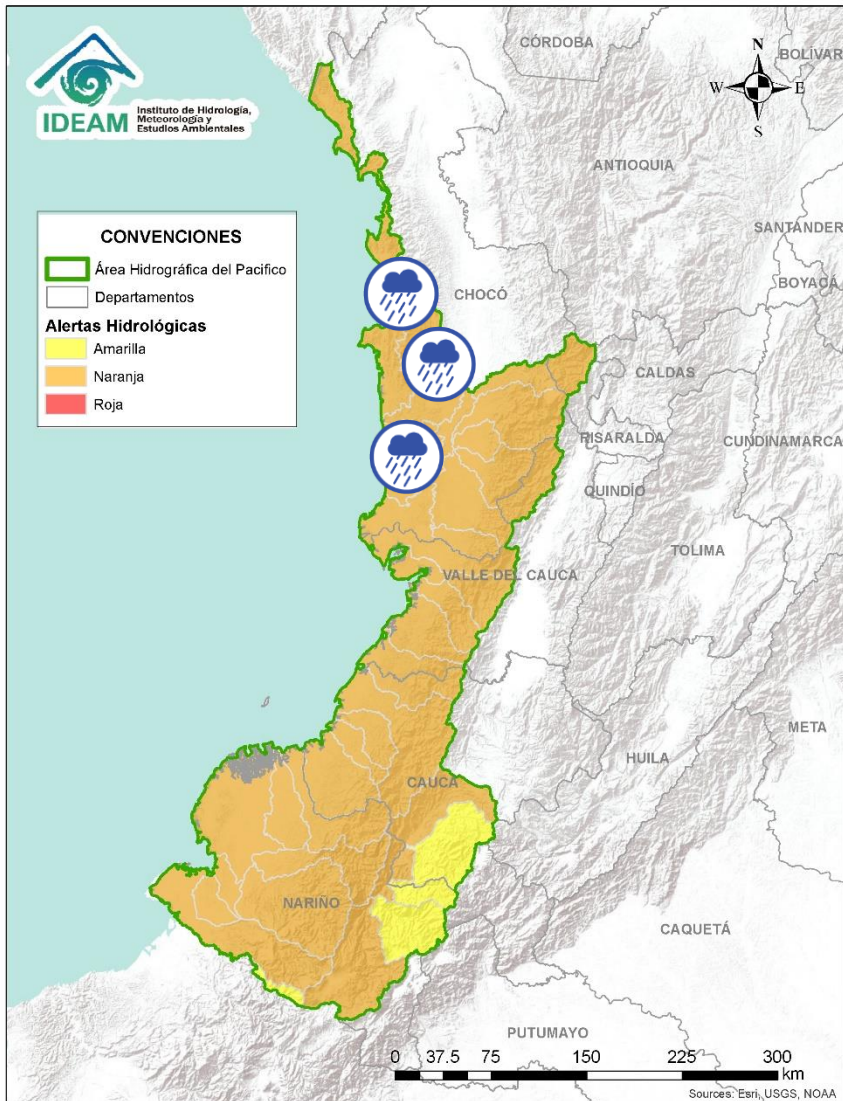 IDEAM
Instituto de Hidrología,
Meteorología y
Estudios Ambientales
N
W
E
S
CÓRDOBA
BOLÍVAR
ANTIOQUIA
SANTANDER
BOYACÁ
CONVENCIONES
Área Hidrográfica del Pacifico
Departamentos
Alertas Hidrológicas
Amarilla
Naranja
Roja
CHOCÓ
CALDAS
RISARALDA
CUNDINAMARCA
QUINDÍO
TOLIMA
VALLE DEL CAUCA
META
HUILA
CAUCA
NARIÑO
CAQUETÁ
PUTUMAYO
0 37.5 75 150 225 300
km
Sources: Esri, USGS, NOAA